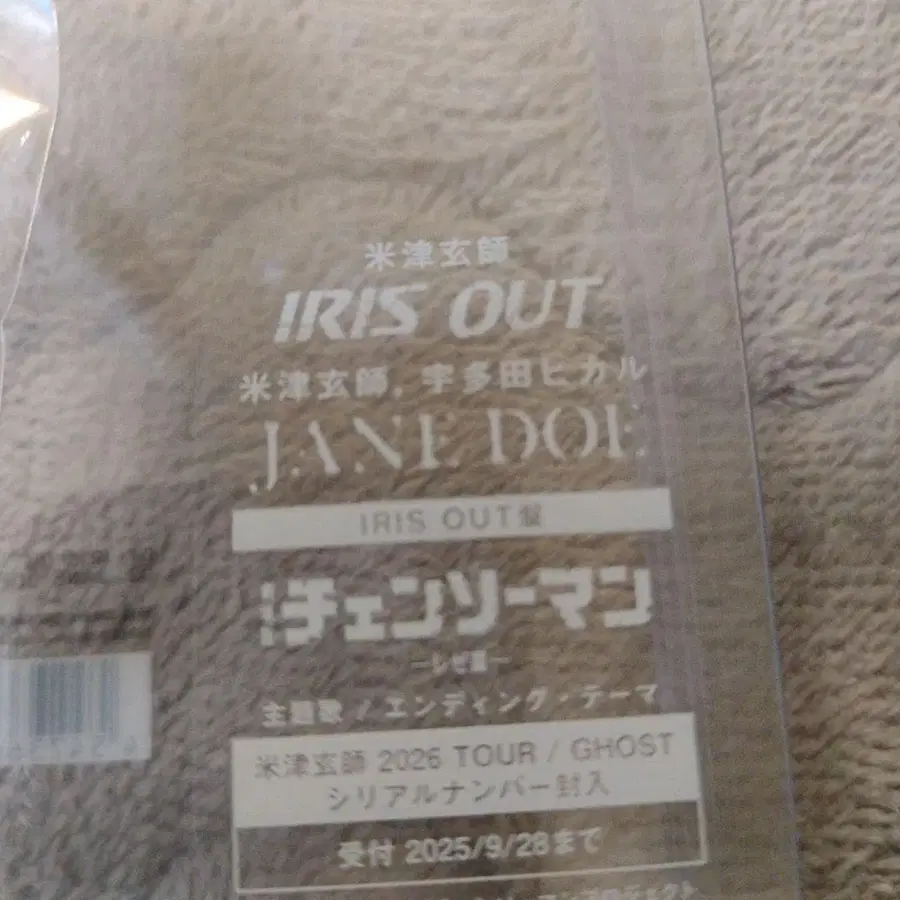 米津玄師
IRIS OUT
米津玄師, 宇多田ヒカル
JANE DOE
IRIS OUT盤
チェンソーマン
―レゼ篇―
主題歌 / エンディング・テーマ
米津玄師 2026 TOUR / GHOST
シリアルナンバー封入
受付 2025/9/28まで